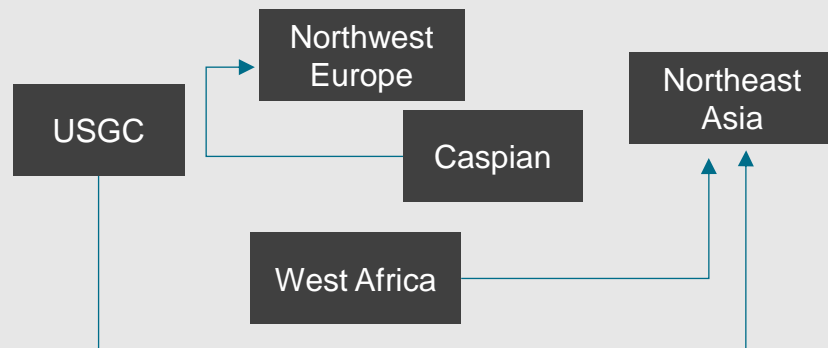 Northwest
Europe
USGC
Northeast
Asia
Caspian
West Africa